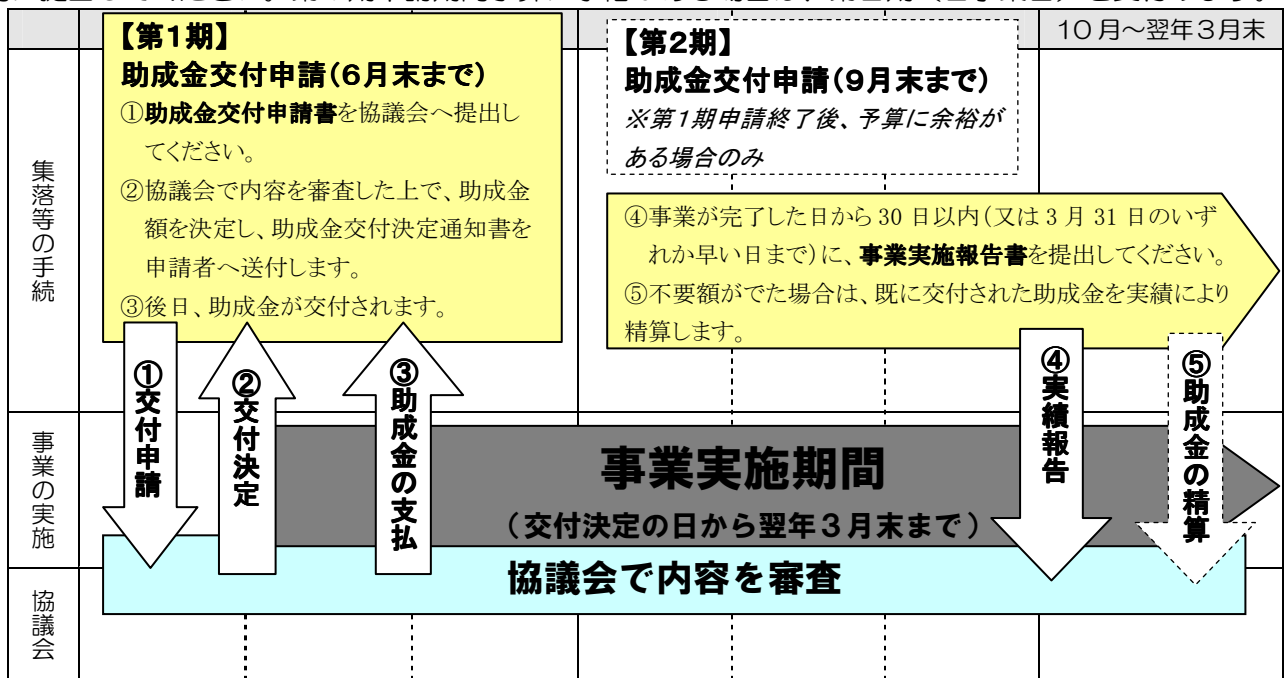 10月～翌年３月末
【第１期】
助成金交付申請（６月末まで）
①助成金交付申請書を協議会へ提出し
てください。
②協議会で内容を審査した上で、助成金
額を決定し、助成金交付決定通知書を
申請者へ送付します。
③後日、助成金が交付されます。
【第２期】
助成金交付申請（９月末まで）
※第１期申請終了後、予算に余裕が
ある場合のみ
④事業が完了した日から 30 日以内（又は 3 月 31 日のいず
れか早い日まで）に、事業実施報告書を提出してください。
⑤不要額がでた場合は、既に交付された助成金を実績により
精算します。
集落等の手続
①交付申請
②交付決定
③助成金の支払
④実績報告
⑤助成金の精算
事業の実施
事業実施期間
（交付決定の日から翌年３月末まで）
協議会で内容を審査
協議会